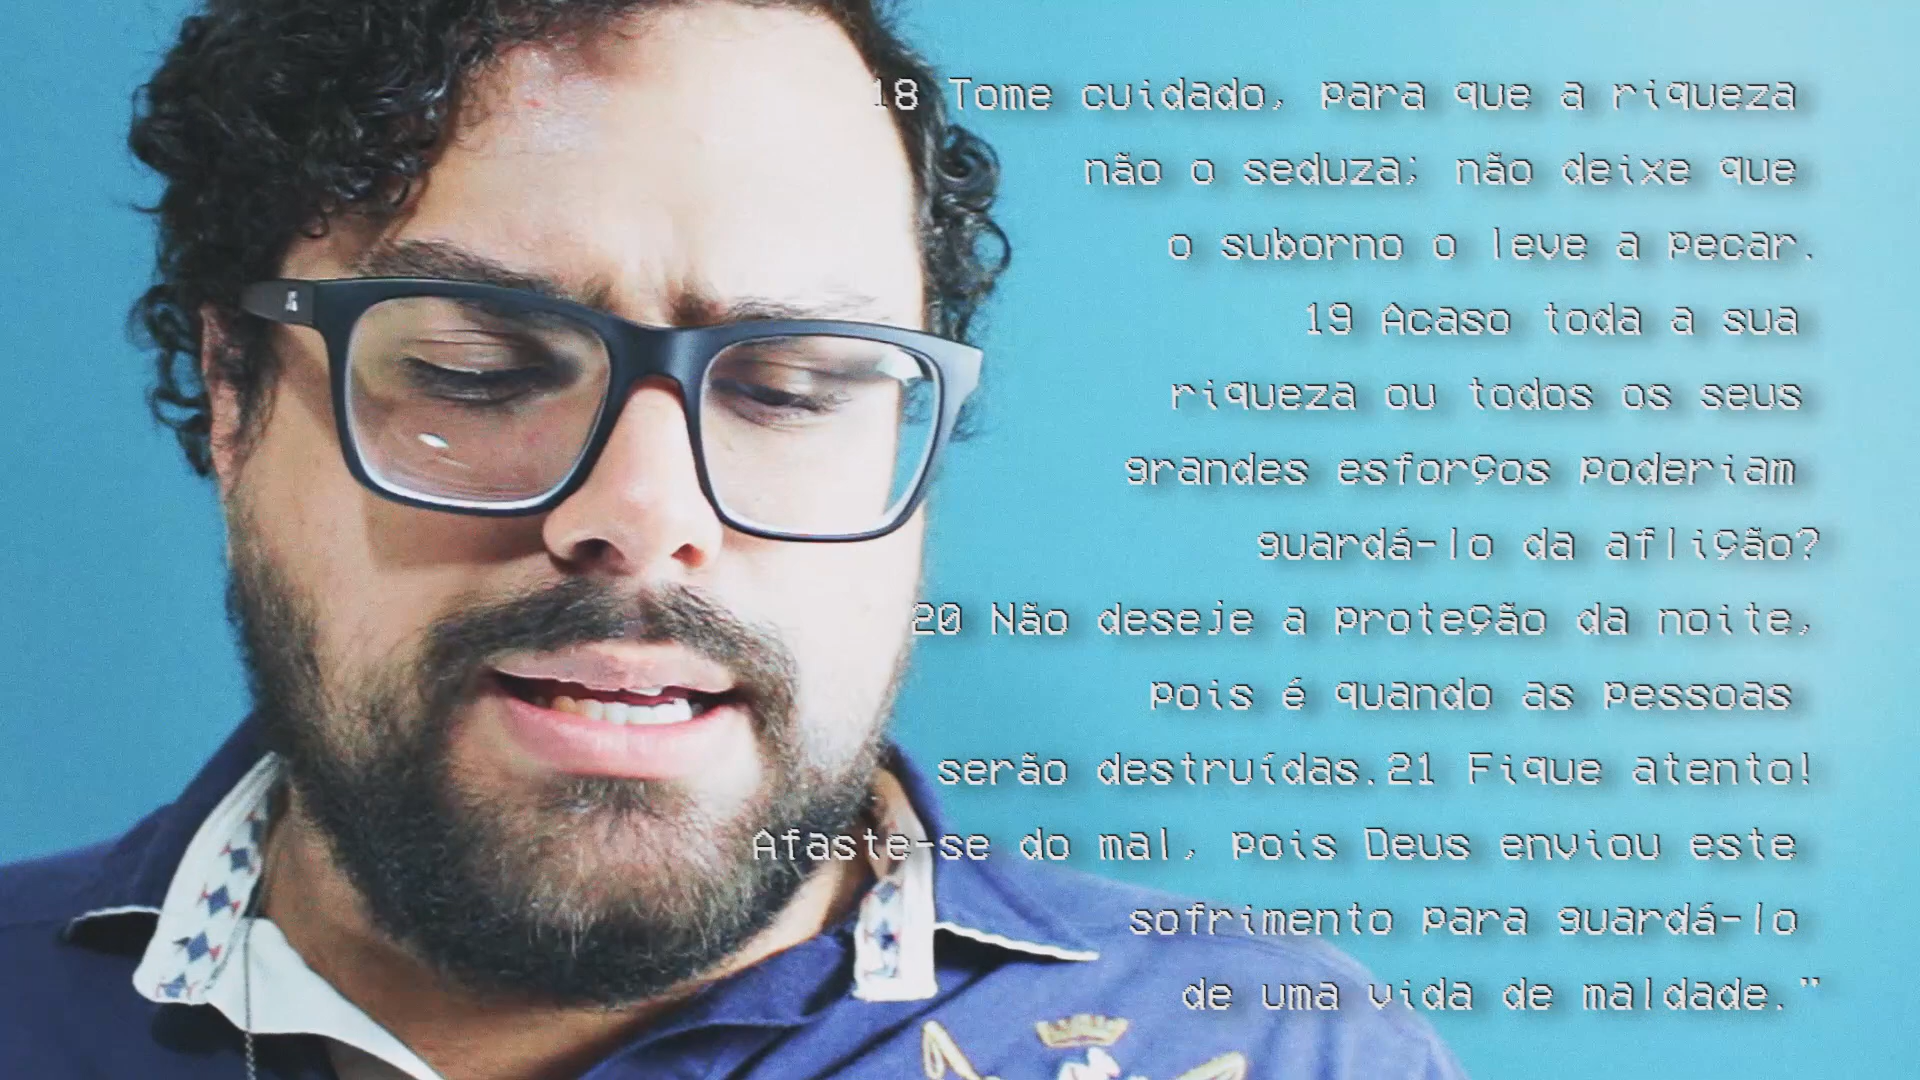 18 Tome cuidado, para que a riqueza
não o seduza; não deixe que
o suborno o leve a pecar.
19 Acaso toda a sua
riqueza ou todos os seus
grandes esforços poderiam
guardá-lo da aflição?
20 Não deseje a proteção da noite,
pois é quando as pessoas
serão destruídas.21 Fique atento!
Afaste-se do mal, pois Deus enviou este
sofrimento para guardá-lo
de uma vida de maldade.”